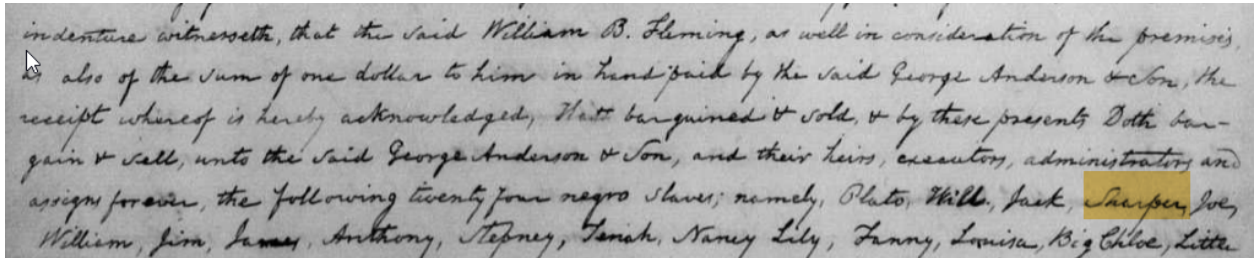 indenture witnesseth, that the said William B. Fleming, as well in consideration of the premises,
as also of the sum of one dollar to him in hand paid by the said George Anderson & Son, the
receipt whereof is hereby acknowledged, Hath bargained & sold, & by these presents Doth bar-
gain & sell, unto the said George Anderson & Son, and their heirs, executors, administrators and
assigns forever, the following twenty four negro slaves; namely, Plato, Will, Jack, Sharper, Joe,
William, Jim, James, Anthony, Stepney, Tenah, Nancy Lily, Fanny, Louisa, Big Chloe, Little